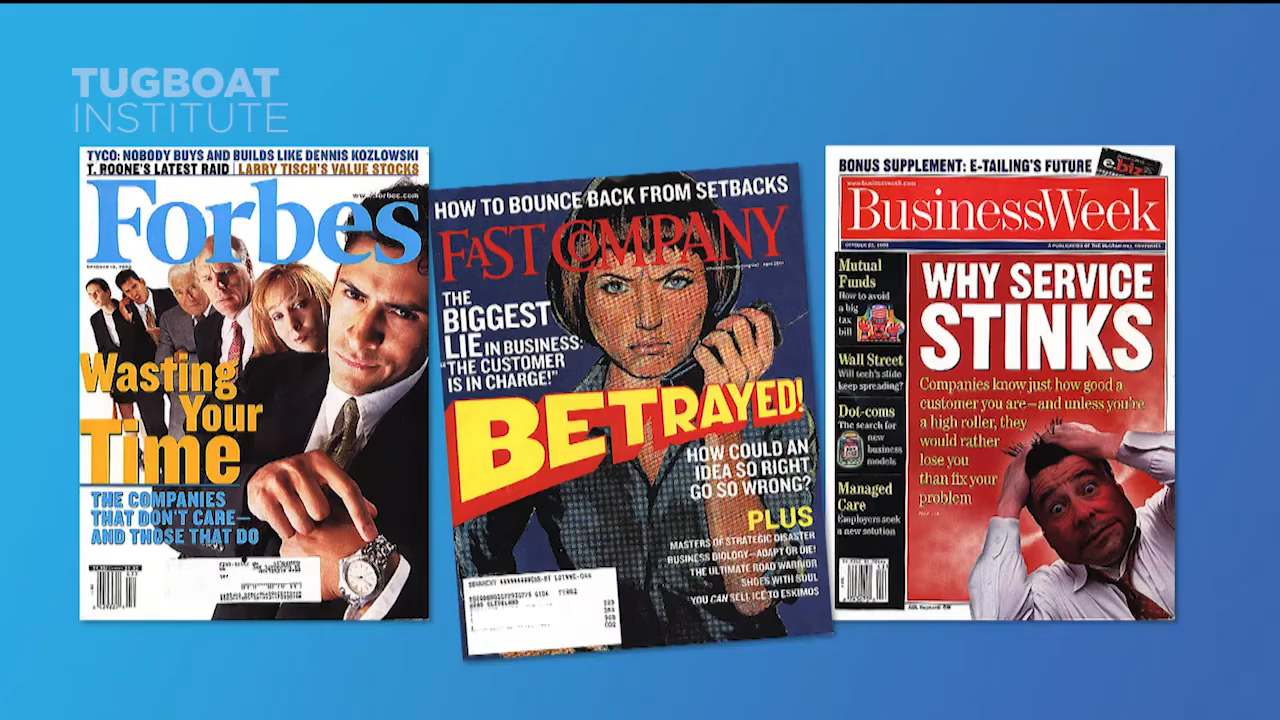 TUGBOAT
INSTITUTE
TYCO: NOBODY BUYS AND BUILDS LIKE DENNIS KOZLOWSKI
T. ROONE'S LATEST RAID
LARRY TISCH'S VALUE STOCKS
Forbes
Wasting
Your
Time
THE COMPANIES
THAT DON'T CARE—
AND THOSE THAT DO
HOW TO BOUNCE BACK FROM SETBACKS
FAST COMPANY
THE
BIGGEST
LIE IN BUSINESS:
"THE CUSTOMER
IS IN CHARGE!"
BETRAYED!
HOW COULD AN
IDEA SO RIGHT
GO SO WRONG?
PLUS
MASTERS OF STRATEGIC DISASTER
BUSINESS BIOLOGY—ADAPT OR DIE!
THE ULTIMATE ROAD WARRIOR
SHOES WITH SOUL
YOU CAN SELL ICE TO ESKIMOS
BONUS SUPPLEMENT: E-TAILING'S FUTURE
e.biz
www.businessweek.com
BusinessWeek
Mutual
Funds
How to avoid
a big
tax
bill
Wall Street
Will tech's slide
keep spreading?
Dot-coms
The search for
new
business
models
Managed
Care
Employers seek
a new solution
WHY SERVICE
STINKS
Companies know just how good a
customer you are—and unless you're
a high roller, they
would rather
lose you
than fix your
problem